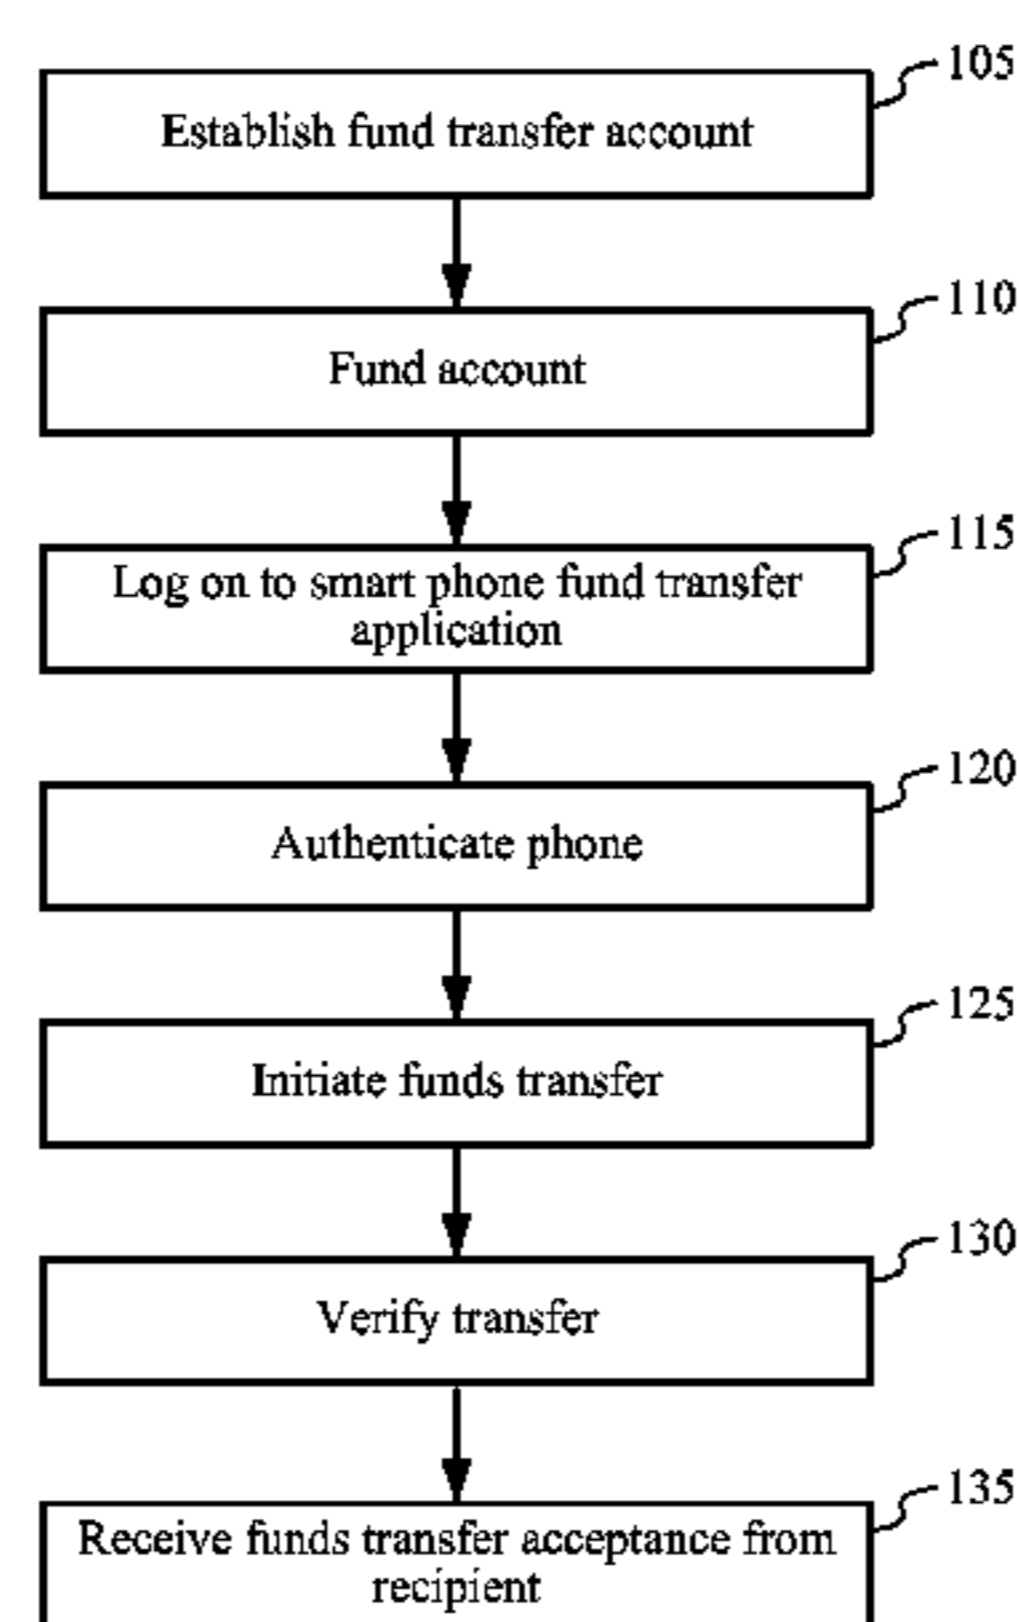 105
Establish fund transfer account
110
Fund account
115
Log on to smart phone fund transfer
application
120
Authenticate phone
125
Initiate funds transfer
130
Verify transfer
135
Receive funds transfer acceptance from
recipient